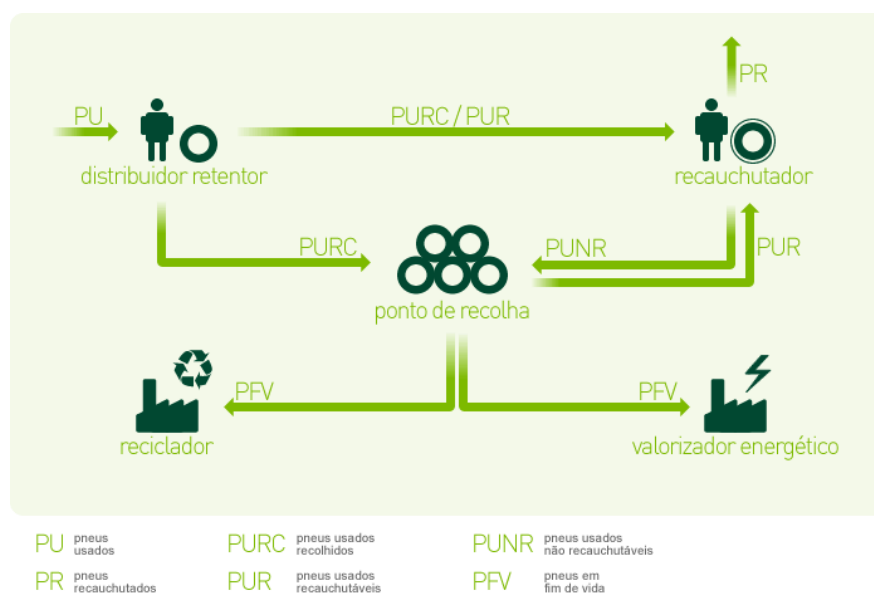 PR
PU
PURC / PUR
distribuidor retentor
recauchutador
PURC
PUNR
PUR
ponto de recolha
PFV
PFV
reciclador
valorizador energético
PU pneus usados
PURC pneus usados recolhidos
PUNR pneus usados não recauchutáveis
PR pneus recauchutados
PUR pneus usados recauchutáveis
PFV pneus em fim de vida